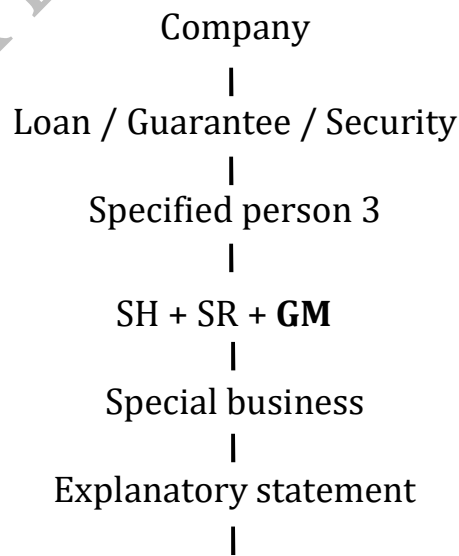 Company
Loan / Guarantee / Security
Specified person 3
SH + SR + GM
Special business
Explanatory statement